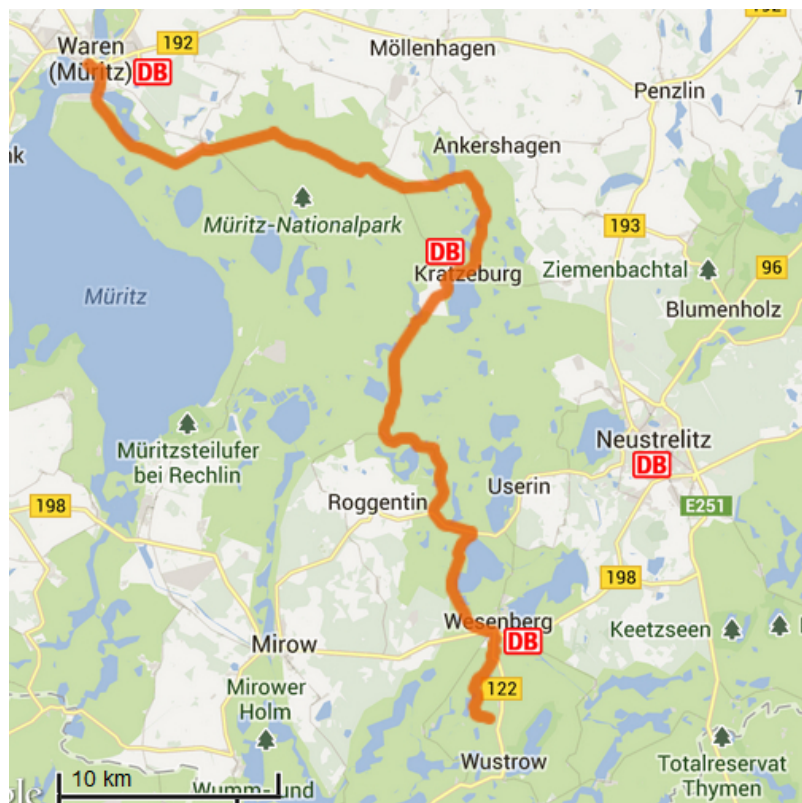 192
Waren
(Müritz)
DB
192
Möllenhagen
Penzlin
nk
Ankershagen
Müritz-Nationalpark
193
DB
Kratzeburg
Ziemenbachtal
96
Müritz
Blumenholz
Müritzsteilufer
bei Rechlin
Neustrelitz
DB
198
Roggentin
Userin
E251
198
Wesenberg
DB
Keetzseen
Mirow
Mirower
Holm
122
Wustrow
Totalreservat
Thymen
10 km